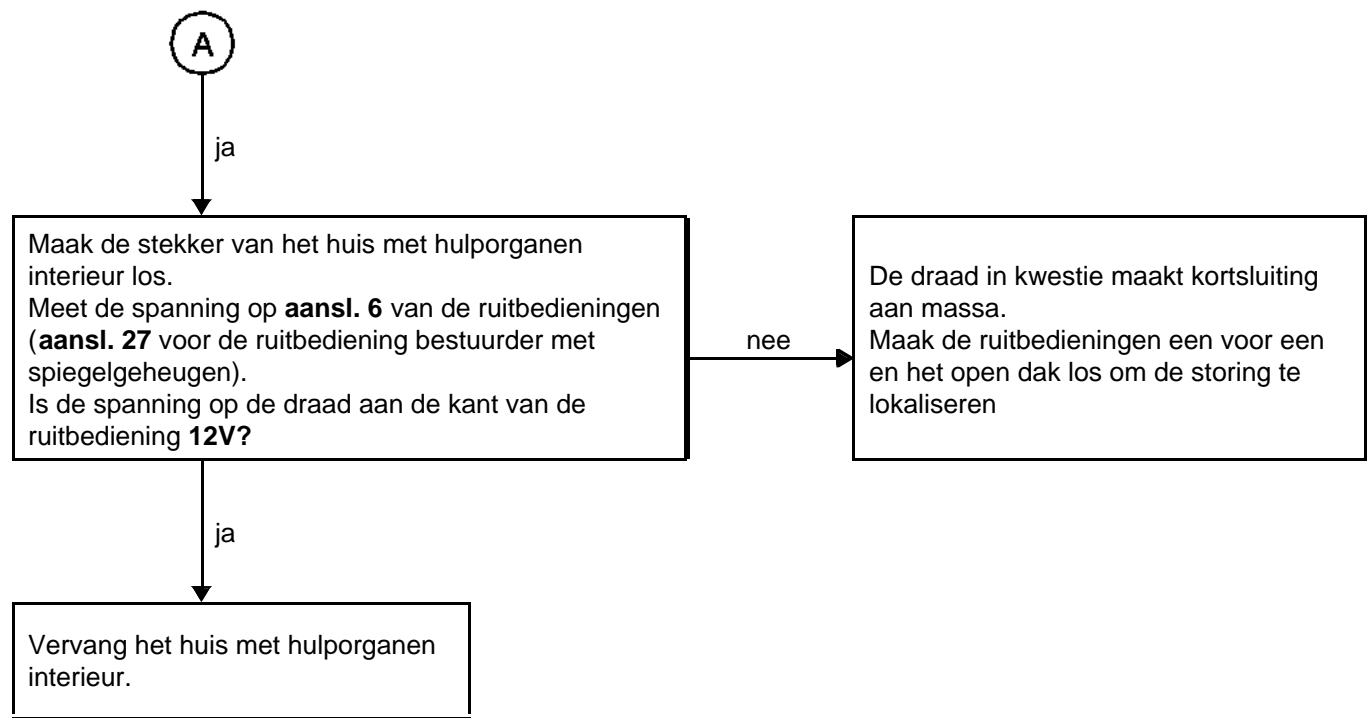 A
ja
Maak de stekker van het huis met hulporganen
interieur los.
Meet de spanning op aansl. 6 van de ruitbedieningen
(aansl. 27 voor de ruitbediening bestuurder met
spiegelgeheugen).
Is de spanning op de draad aan de kant van de
ruitbediening 12V?
nee
De draad in kwestie maakt kortsluiting
aan massa.
Maak de ruitbedieningen een voor een
en het open dak los om de storing te
lokaliseren
ja
Vervang het huis met hulporganen
interieur.